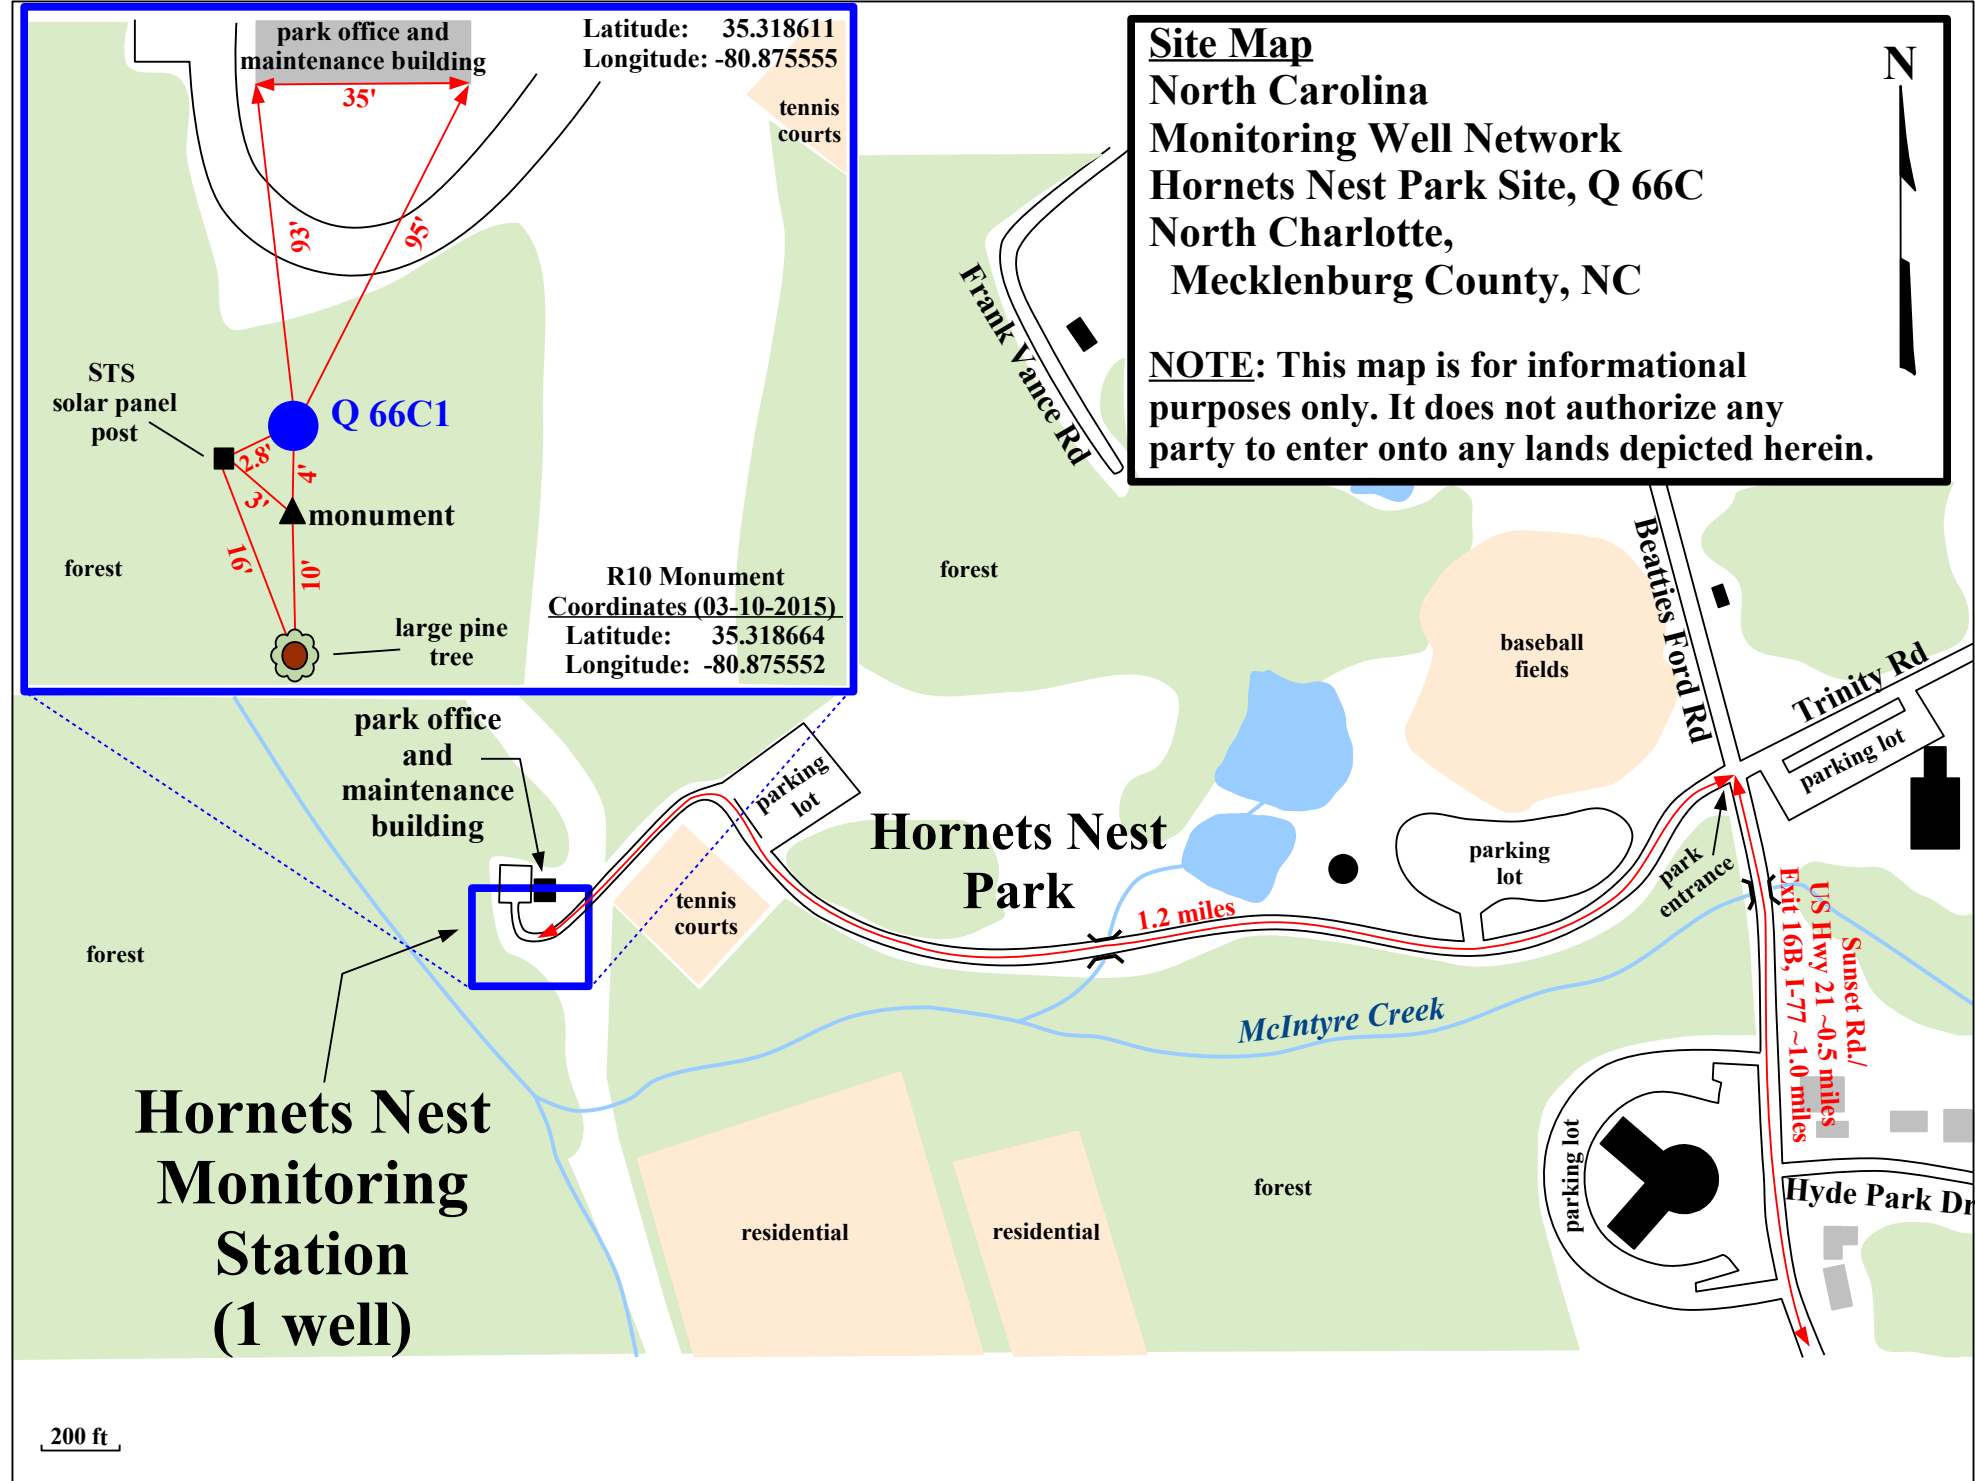 park office and
maintenance building
35'
Latitude: 35.318611
Longitude: -80.875555
tennis
courts
93'
95'
STS
solar panel
post
Q 66C1
2.8'
4'
3'
monument
16'
10'
forest
large pine
tree
R10 Monument
Coordinates (03-10-2015)
Latitude: 35.318664
Longitude: -80.875552
Site Map
North Carolina
Monitoring Well Network
Hornets Nest Park Site, Q 66C
North Charlotte,
Mecklenburg County, NC
NOTE: This map is for informational
purposes only. It does not authorize any
party to enter onto any lands depicted herein.
N
Frank Vance Rd
forest
baseball
fields
Beatties Ford Rd
Trinity Rd
parking lot
park office
and
maintenance
building
parking
lot
Hornets Nest
Park
parking
lot
park
entrance
tennis
courts
1.2 miles
forest
McIntyre Creek
Sunset Rd./
US Hwy 21 ~0.5 miles
Exit 16B, I-77 ~1.0 miles
Hornets Nest
Monitoring
Station
(1 well)
residential
residential
forest
parking lot
Hyde Park Dr
200 ft